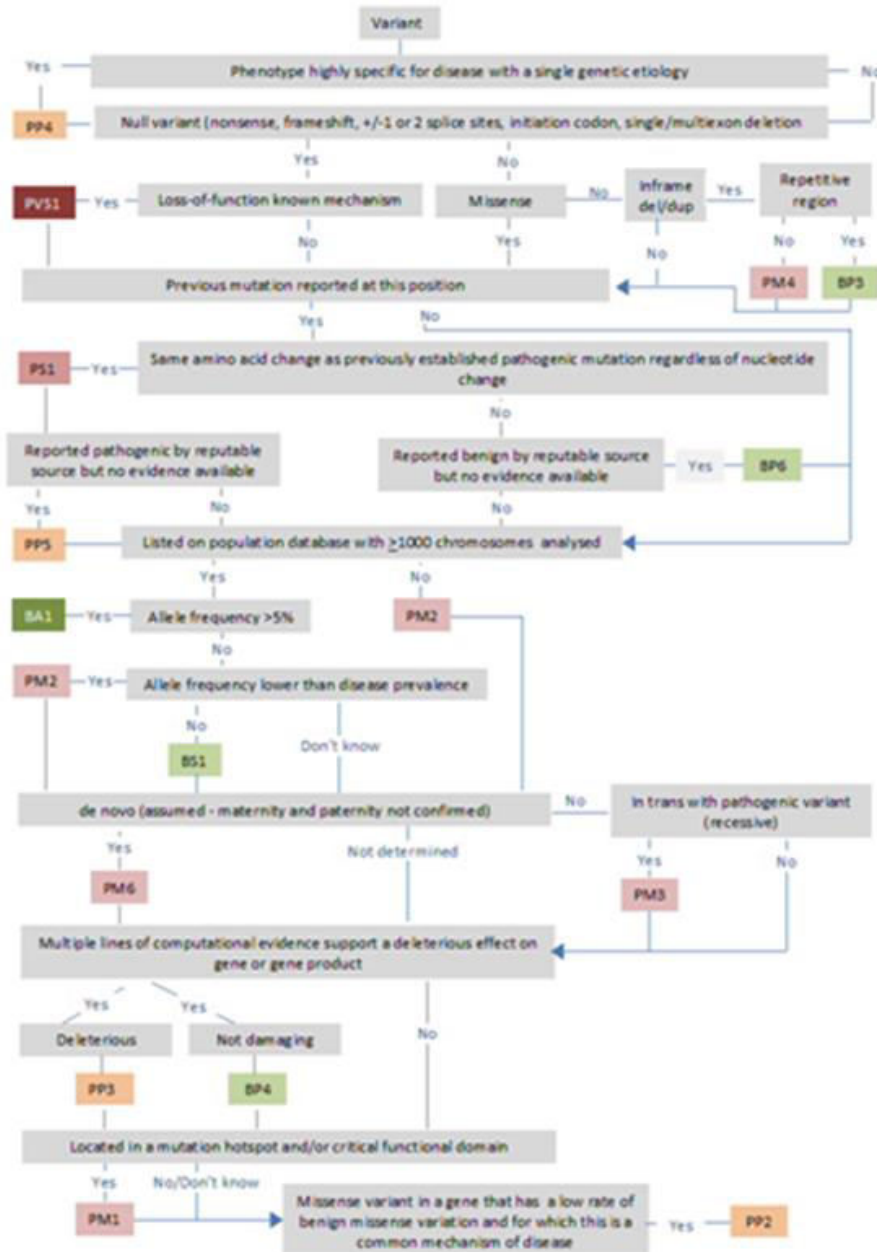 Variant
Yes
Phenotype highly specific for disease with a single genetic etiology
No
PP4
Null variant (nonsense, frameshift, +/-1 or 2 splice sites, initiation codon, single/multiexon deletion
Yes
No
PVS1
Yes
Loss-of-function known mechanism
Missense
No
Inframe
del/dup
Yes
Repetitive
region
No
Yes
No
No
Yes
PM4
BP3
Previous mutation reported at this position
Yes
No
PS1
Yes
Same amino acid change as previously established pathogenic mutation regardless of nucleotide
change
No
Reported pathogenic by reputable
source but no evidence available
Reported benign by reputable source
but no evidence available
Yes
BP6
Yes
No
No
PP5
Listed on population database with ≥1000 chromosomes analysed
Yes
No
BA1
Yes
Allele frequency >5%
PM2
No
PM2
Yes
Allele frequency lower than disease prevalence
No
Don't know
BS1
de novo (assumed - maternity and paternity not confirmed)
No
In trans with pathogenic variant
(recessive)
Yes
Not determined
Yes
No
PM6
PM3
Multiple lines of computational evidence support a deleterious effect on
gene or gene product
Yes
Yes
No
Deleterious
Not damaging
PP3
BP4
Located in a mutation hotspot and/or critical functional domain
Yes
No/Don't know
PM1
Missense variant in a gene that has a low rate of
benign missense variation and for which this is a
common mechanism of disease
Yes
PP2